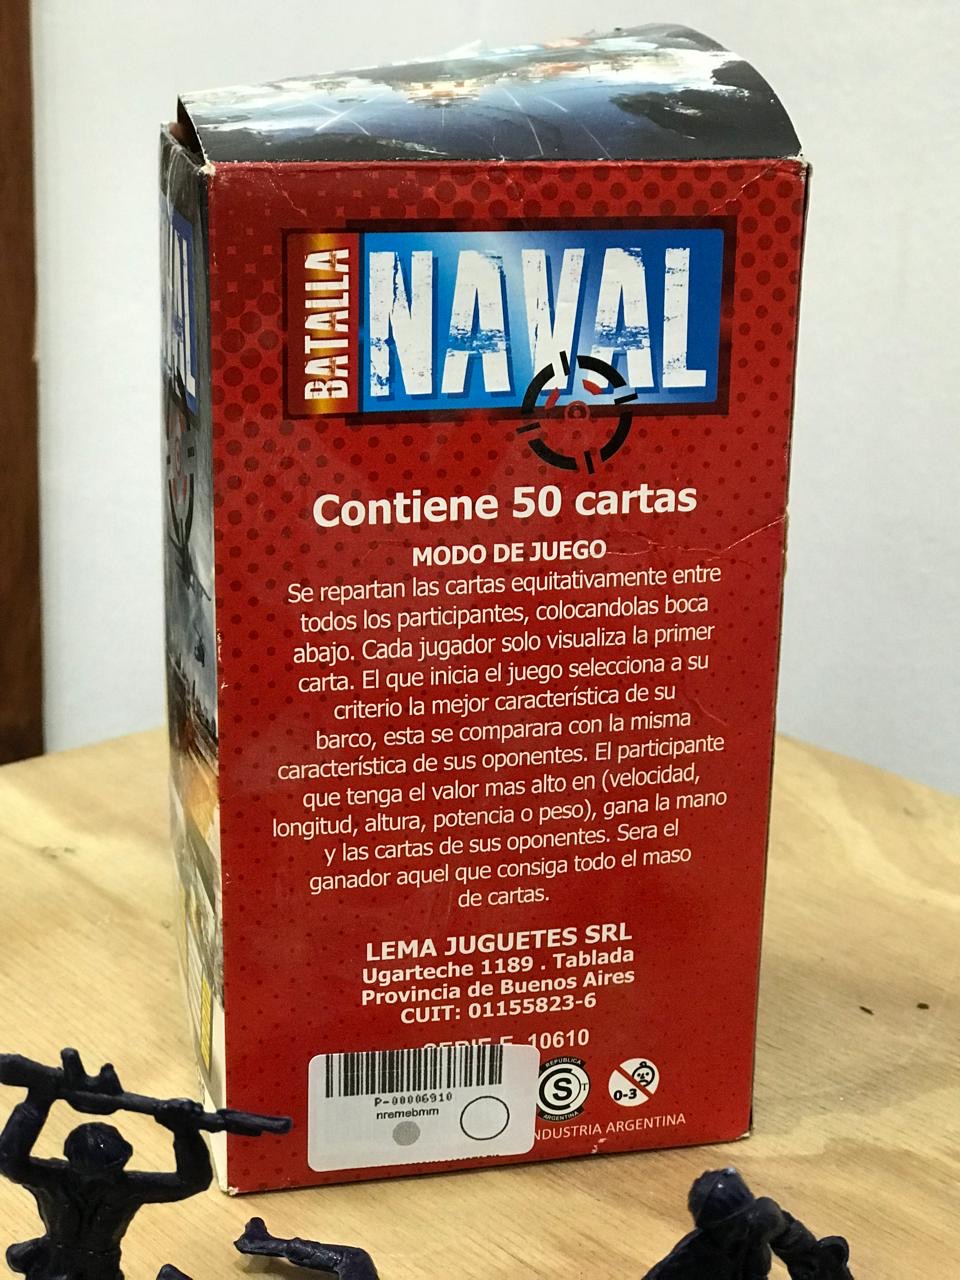 BATALLA
NAVAL
Contiene 50 cartas
MODO DE JUEGO
Se repartan las cartas equitativamente entre
todos los participantes, colocandolas boca
abajo. Cada jugador solo visualiza la primer
carta. El que inicia el juego selecciona a su
criterio la mejor característica de su
barco, esta se comparara con la misma
característica de sus oponentes. El participante
que tenga el valor mas alto en (velocidad,
longitud, altura, potencia o peso), gana la mano
y las cartas de sus oponentes. Sera el
ganador aquel que consiga todo el maso
de cartas.
LEMA JUGUETES SRL
Ugarteche 1189 . Tablada
Provincia de Buenos Aires
CUIT: 01155823-6
SERIE E 10610
P-00006910
nremebmm
REPUBLICA
S
ARGENTINA
0-3
INDUSTRIA ARGENTINA